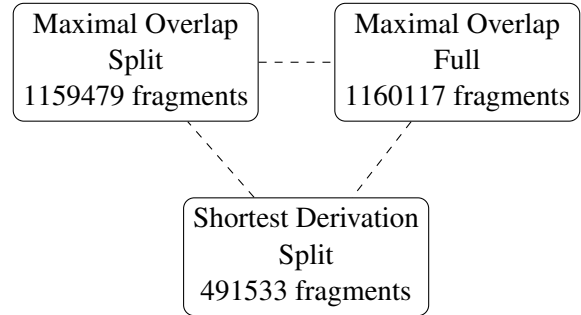 Maximal Overlap
Split
1159479 fragments
Maximal Overlap
Full
1160117 fragments
Shortest Derivation
Split
491533 fragments